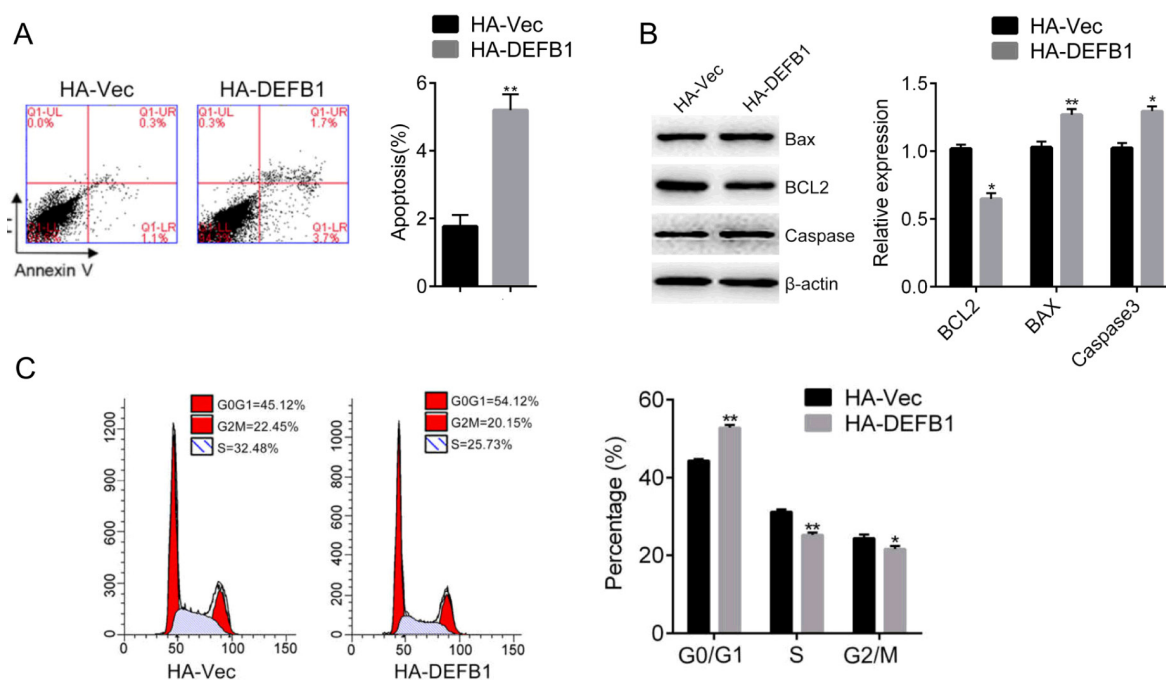 A
HA-Vec
HA-DEFB1
HA-Vec
HA-DEFB1
Q1-UL
0.0%
Q1-UR
0.3%
Q1-LR
1.1%
Q1-UL
0.3%
Q1-UR
1.7%
Q1-LR
3.7%
Annexin V
Apoptosis(%)
6
4
2
0
**
B
HA-Vec
HA-DEFB1
Bax
BCL2
Caspase
β-actin
HA-Vec
HA-DEFB1
Relative expression
1.5
1.0
0.5
0.0
*
**
*
BCL2
BAX
Caspase3
C
G0G1=45.12%
G2M=22.45%
S=32.48%
1200
900
600
300
0
0
50
100
150
HA-Vec
G0G1=54.12%
G2M=20.15%
S=25.73%
1000
800
600
400
200
0
0
50
100
150
HA-DEFB1
HA-Vec
HA-DEFB1
Percentage (%)
60
40
20
0
**
**
*
G0/G1
S
G2/M